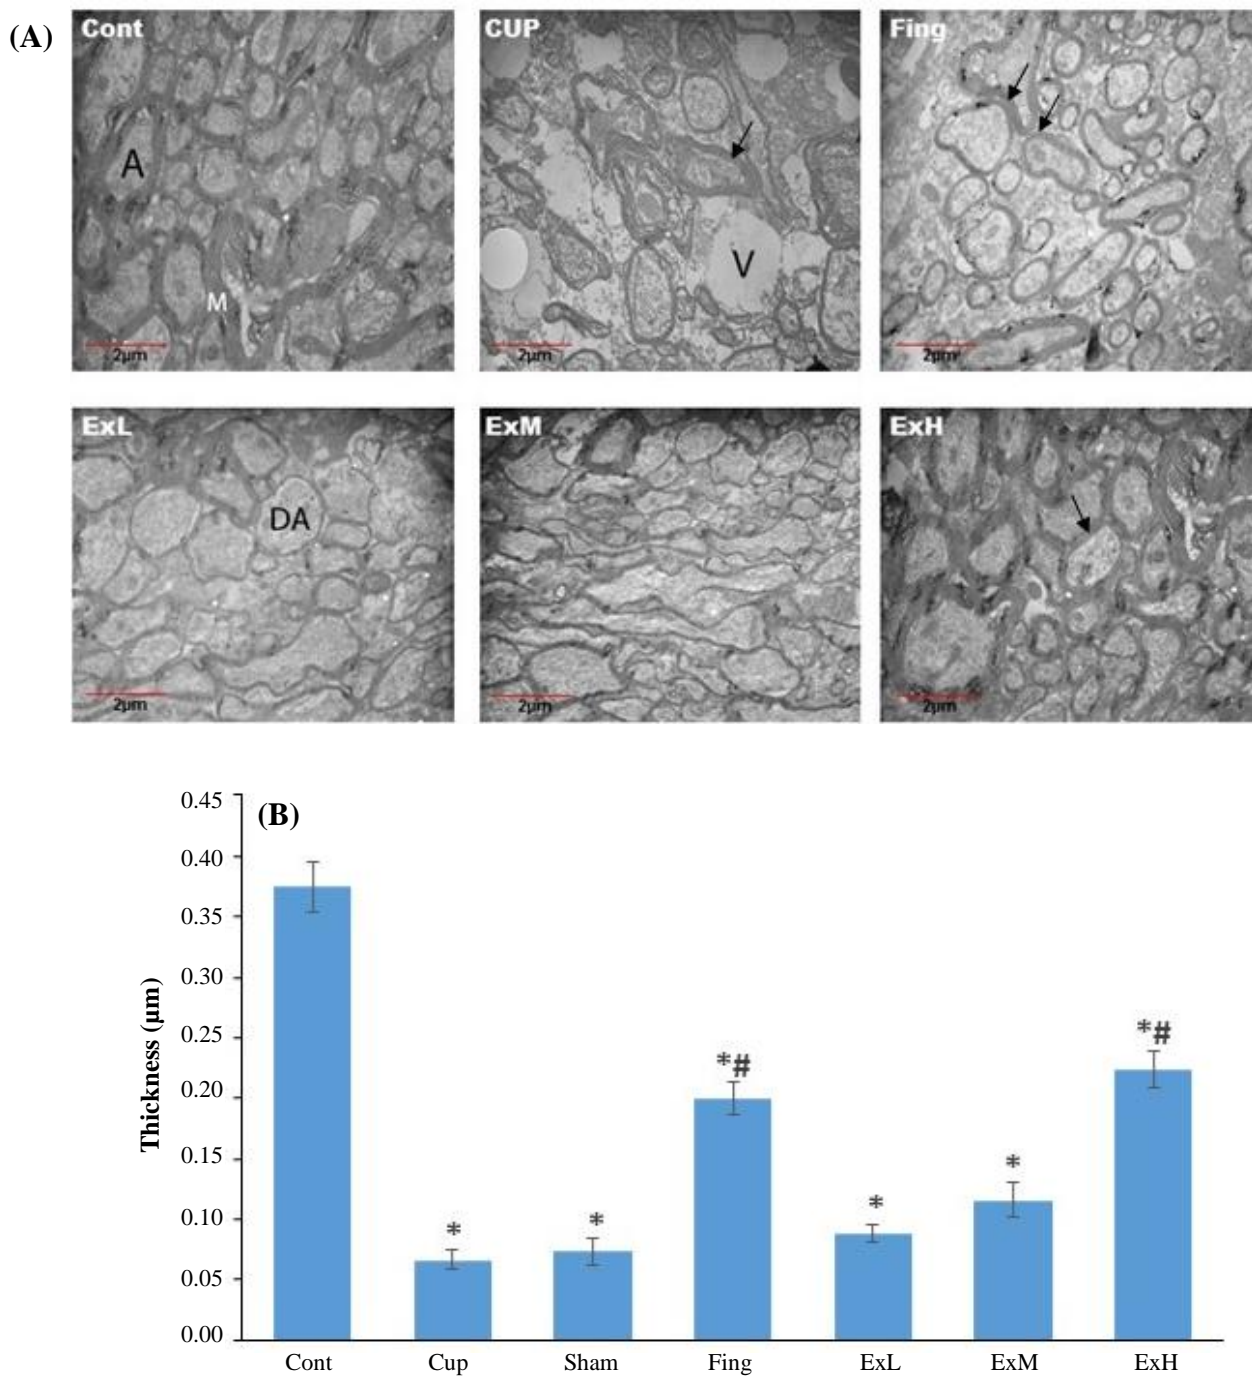 (A)
Cont
CUP
Fing
A
M
V
2μm
2μm
2μm
ExL
ExM
ExH
DA
2μm
2μm
2μm
(B)
Thickness (μm)
0.45
0.40
0.35
0.30
0.25
0.20
0.15
0.10
0.05
0.00
*
*
*#
*
*
*#
Cont
Cup
Sham
Fing
ExL
ExM
ExH